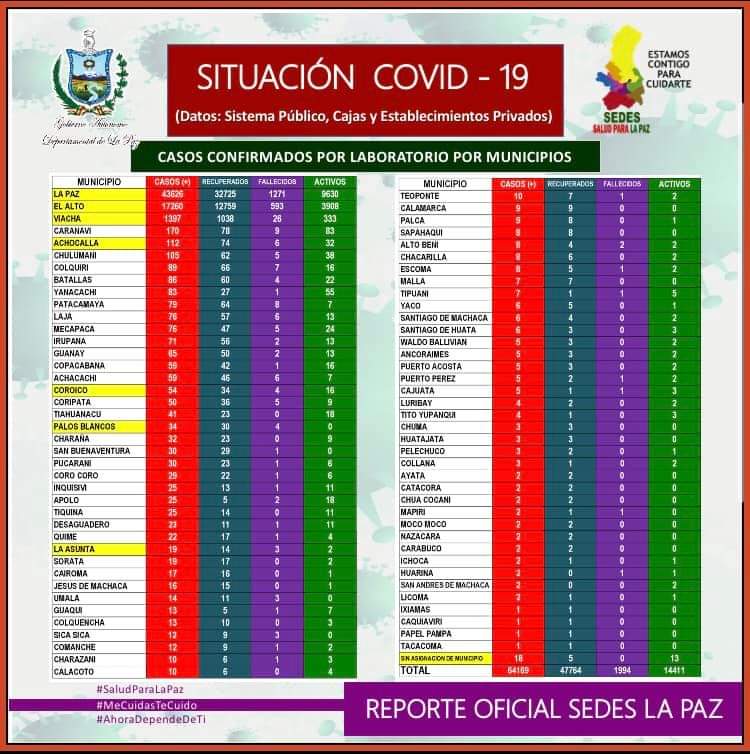 Gobierno Autónomo
Departamental de La Paz
SITUACIÓN COVID - 19
(Datos: Sistema Público, Cajas y Establecimientos Privados)
ESTAMOS
CONTIGO
PARA
CUIDARTE
SEDES
SALUD PARA LA PAZ
CASOS CONFIRMADOS POR LABORATORIO POR MUNICIPIOS
MUNICIPIO CASOS (+) RECUPERADOS FALLECIDOS ACTIVOS
LA PAZ 43626 32725 1271 9630
EL ALTO 17260 12759 593 3908
VIACHA 1397 1038 26 333
CARANAVI 170 78 9 83
ACHOCALLA 112 74 6 32
CHULUMANI 105 62 5 38
COLQUIRI 89 66 7 16
BATALLAS 86 60 4 22
YANACACHI 83 27 1 55
PATACAMAYA 79 64 8 7
LAJA 76 57 6 13
MECAPACA 76 47 5 24
IRUPANA 71 56 2 13
GUANAY 65 50 2 13
COPACABANA 59 42 1 16
ACHACACHI 59 46 6 7
COROICO 54 34 4 16
CORIPATA 50 36 5 9
TIAHUANACU 41 23 0 18
PALOS BLANCOS 34 30 4 0
CHARAÑA 32 23 0 9
SAN BUENAVENTURA 30 29 1 0
PUCARANI 30 23 1 6
CORO CORO 29 22 1 6
INQUISIVI 25 13 1 11
APOLO 25 5 2 18
TIQUINA 25 14 0 11
DESAGUADERO 23 11 1 11
QUIME 22 17 1 4
LA ASUNTA 19 14 3 2
SORATA 19 17 0 2
CAIROMA 17 16 0 1
JESUS DE MACHACA 16 15 0 1
UMALA 14 11 3 0
GUAQUI 13 5 1 7
COLQUENCHA 13 10 0 3
SICA SICA 12 9 3 0
COMANCHE 12 9 1 2
CHARAZANI 10 6 1 3
CALACOTO 10 6 0 4
MUNICIPIO CASOS (+) RECUPERADOS FALLECIDOS ACTIVOS
TEOPONTE 10 7 1 2
CALAMARCA 9 9 0 0
PALCA 9 8 0 1
SAPAHAQUI 8 8 0 0
ALTO BENI 8 4 2 2
CHACARILLA 8 6 0 2
ESCOMA 8 5 1 2
MALLA 7 7 0 0
TIPUANI 7 1 1 5
YACO 6 5 0 1
SANTIAGO DE MACHACA 6 4 0 2
SANTIAGO DE HUATA 6 3 0 3
WALDO BALLIVIAN 5 3 0 2
ANCORAIMES 5 3 0 2
PUERTO ACOSTA 5 3 0 2
PUERTO PEREZ 5 2 1 2
CAJUATA 5 1 1 3
LURIBAY 4 2 0 2
TITO YUPANQUI 4 1 0 3
CHUMA 3 3 0 0
HUATAJATA 3 3 0 0
PELECHUCO 3 2 0 1
COLLANA 3 1 0 2
AYATA 2 2 0 0
CATACORA 2 2 0 0
CHUA COCANI 2 2 0 0
MAPIRI 2 1 1 0
MOCO MOCO 2 2 0 0
NAZACARA 2 2 0 0
CARABUCO 2 2 0 0
ICHOCA 2 1 0 1
HUARINA 2 0 1 1
SAN ANDRES DE MACHACA 2 0 0 2
LICOMA 2 1 0 1
IXIAMAS 1 1 0 0
CAQUIAVIRI 1 1 0 0
PAPEL PAMPA 1 1 0 0
TACACOMA 1 1 0 0
SIN ASIGNACION DE MUNICIPIO 18 5 0 13
TOTAL 64169 47764 1994 14411
#SaludParaLaPaz
#MeCuidasTeCuido
#AhoraDependeDeTi
REPORTE OFICIAL SEDES LA PAZ